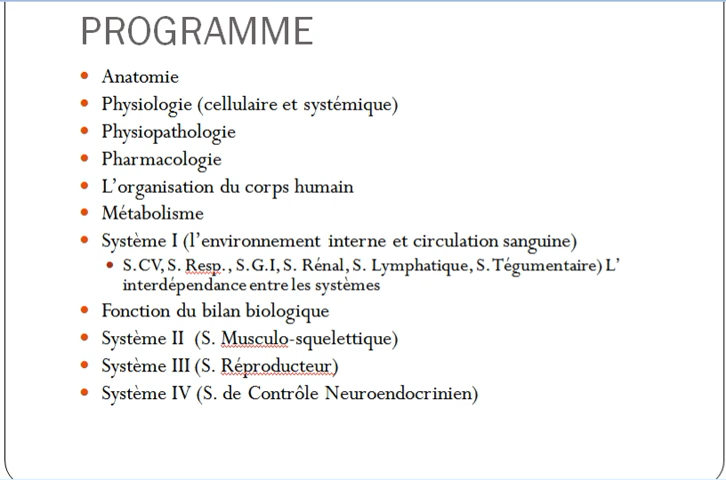 PROGRAMME
Anatomie
Physiologie (cellulaire et systémique)
Physiopathologie
Pharmacologie
L’organisation du corps humain
Métabolisme
Système I (l’environnement interne et circulation sanguine)
S.CV, S. Resp., S.G.I, S. Rénal, S. Lymphatique, S. Tégumentaire) L’
interdépendance entre les systèmes
Fonction du bilan biologique
Système II (S. Musculo-squelettique)
Système III (S. Réproducteur)
Système IV (S. de Contrôle Neuroendocrinien)